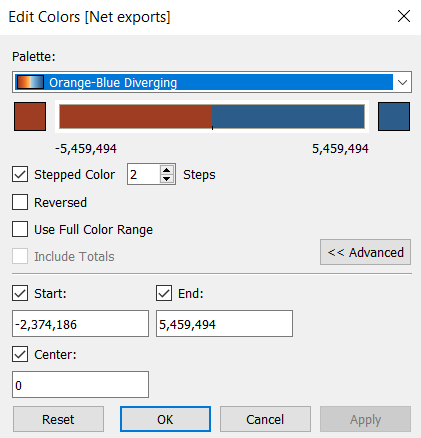 Edit Colors [Net exports]
Palette:
Orange-Blue Diverging
-5,459,494 5,459,494
Stepped Color 2 Steps
Reversed
Use Full Color Range
Include Totals
<< Advanced
Start: End:
-2,374,186 5,459,494
Center:
0
Reset OK Cancel Apply